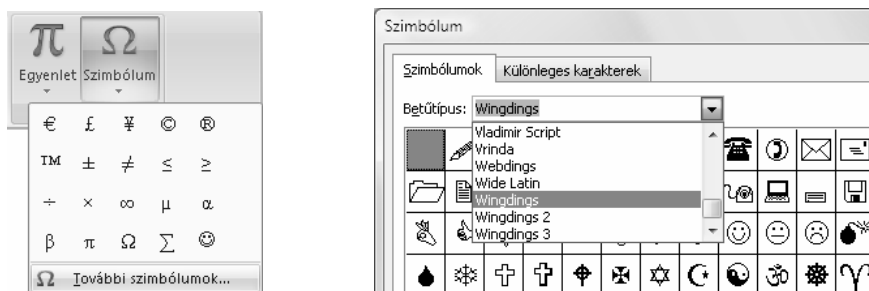 π Ω
Egyenlet Szimbólum
€ £ ¥ © ®
TM ± ≠ ≤ ≥
÷ × ∞ µ α
β π Ω ∑ ☺
Ω További szimbólumok...
Szimbólum
Szimbólumok Különleges karakterek
Betűtípus: Wingdings
Vladimir Script
Vrinda
Webdings
Wide Latin
Wingdings
Wingdings 2
Wingdings 3